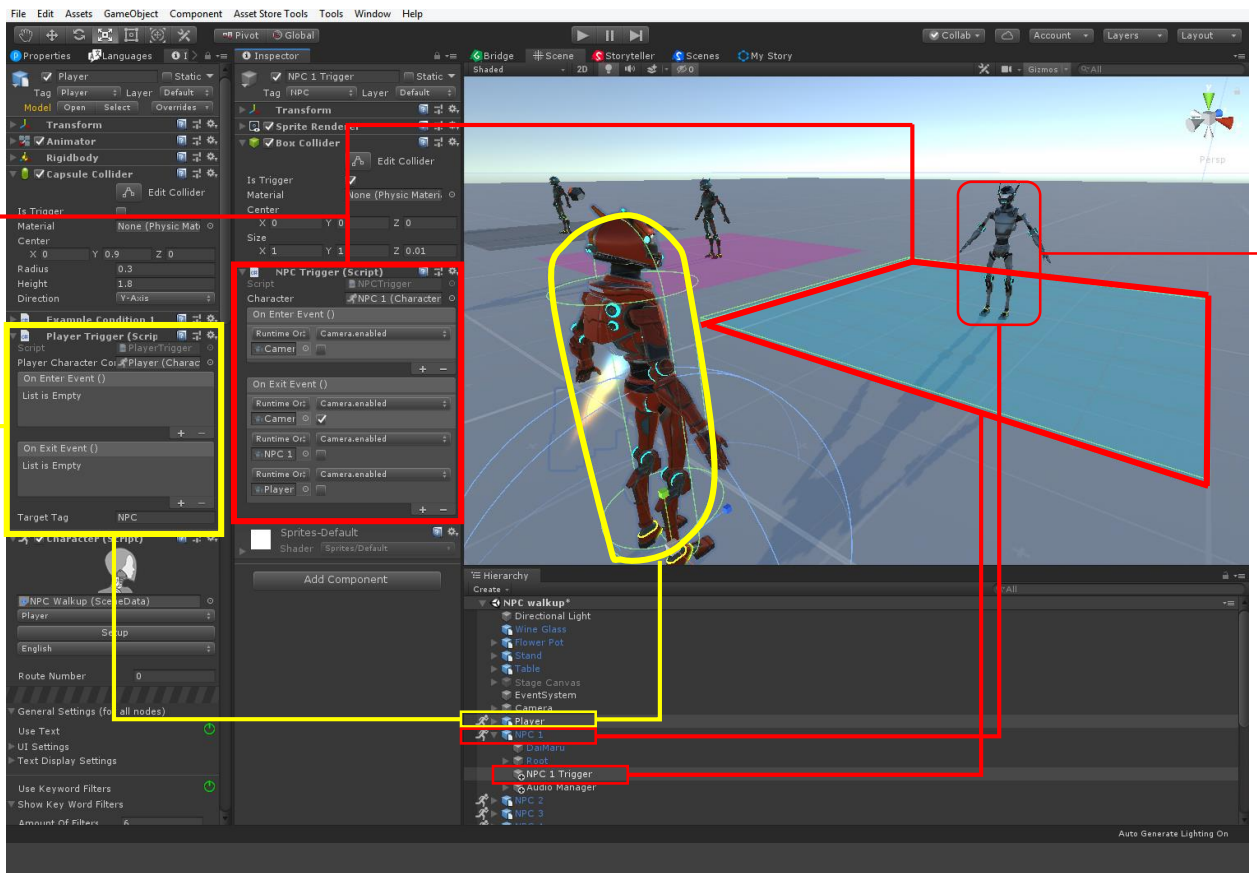 File Edit Assets GameObject Component Asset Store Tools Tools Window Help
Pivot Global
Collab Account Layers Layout
Properties Languages
Player Static
Tag Player Layer Default
Model Open Select Overrides
Transform
Animator
Rigidbody
Capsule Collider
Edit Collider
Is Trigger
Material None (Physic Mat
Center
X 0 Y 0.9 Z 0
Radius 0.3
Height 1.8
Direction Y-Axis
Example Condition 1
Player Trigger (Scrip
Script PlayerTrigger
Player Character Co Player (Charac
On Enter Event ()
List is Empty
+ −
On Exit Event ()
List is Empty
+ −
Target Tag NPC
Character (Script)
NPC Walkup (SceneData)
Player
Setup
English
Route Number 0
General Settings (for all nodes)
Use Text
UI Settings
Text Display Settings
Use Keyword Filters
Show Key Word Filters
Amount Of Filters 6
Inspector
NPC 1 Trigger Static
Tag NPC Layer Default
Transform
Sprite Renderer
Box Collider
Edit Collider
Is Trigger
Material None (Physic Materi
Center
X 0 Y 0 Z 0
Size
X 1 Y 1 Z 0.01
NPC Trigger (Script)
Script NPCTrigger
Character NPC 1 (Character
On Enter Event ()
Runtime Or Camera.enabled
Camer
+ −
On Exit Event ()
Runtime Or Camera.enabled
Camer
Runtime Or Camera.enabled
NPC 1
Runtime Or Camera.enabled
Player
+ −
Sprites-Default
Shader Sprites/Default
Add Component
Bridge Scene Storyteller Scenes My Story
Shaded 2D 0 Gizmos All
Persp
Hierarchy
Create All
NPC walkup*
Directional Light
Wine Glass
Flower Pot
Stand
Table
Stage Canvas
EventSystem
Camera
Player
NPC 1
DaiMaru
Root
NPC 1 Trigger
Audio Manager
NPC 2
NPC 3
Auto Generate Lighting On